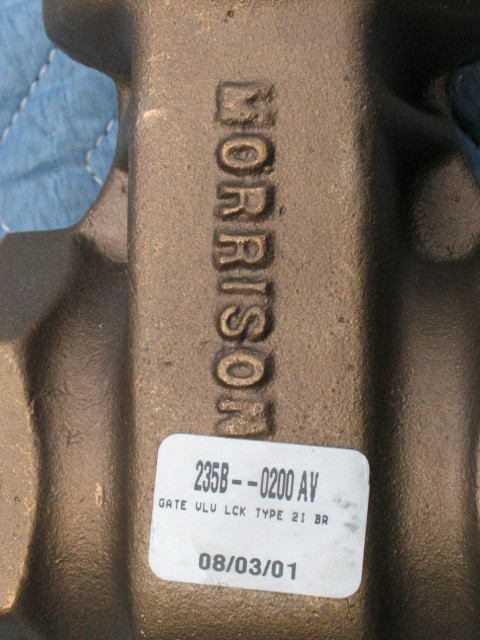 MORRISON
235B--0200 AV
GATE VLV LCK TYPE 2I BR
08/03/01